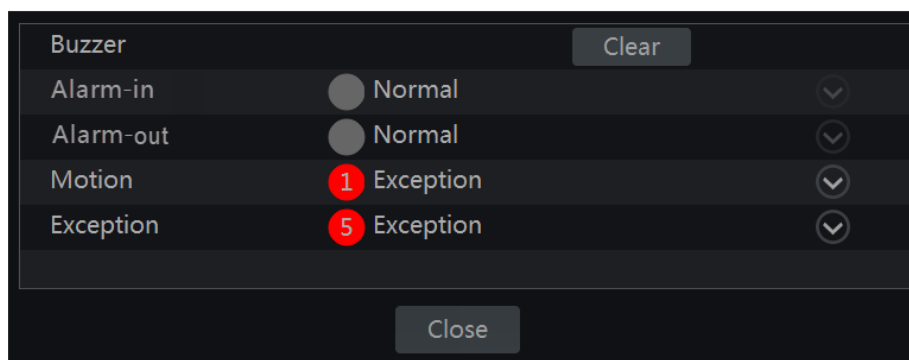 Buzzer Clear
Alarm-in Normal
Alarm-out Normal
Motion 1 Exception
Exception 5 Exception
Close